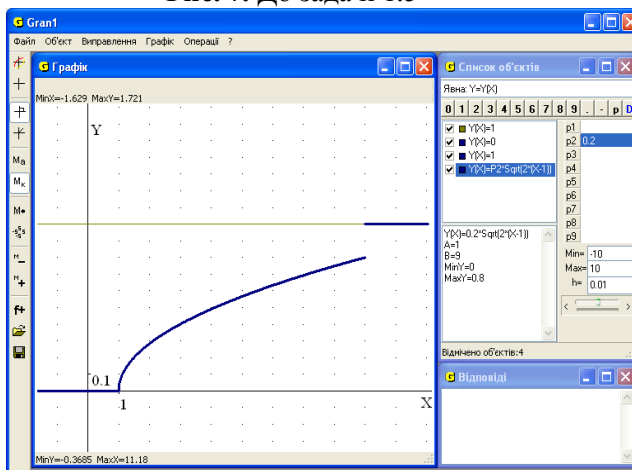 Gran1
Файл Об'єкт Виправлення Графік Операції ?
Графік
MinX=-1.629 MaxY=1.721
Y
0.1
1
X
MinY=-0.3685 MaxX=11.18
Список об'єктів
Явна: Y=Y(X)
0 1 2 3 4 5 6 7 8 9 . - p D
Y(X)=1
Y(X)=0
Y(X)=1
Y(X)=P2*Sqrt(2*(X-1))
p1
p2 0.2
p3
p4
p5
p6
p7
p8
p9
Y(X)=0.2*Sqrt(2*(X-1))
A=1
B=9
MinY=0
MaxY=0.8
Min= -10
Max= 10
h= 0.01
Відмічено об'єктів:4
Відповіді